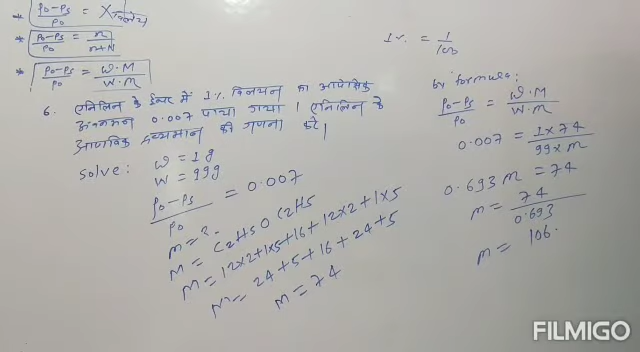 * P₀-Ps/P₀ = X विलेय
* P₀-Ps/P₀ = n/n+N
* P₀-Ps/P₀ = w.M/W.m
1% = 1/100
6. एनिलिन के ईथर में 1% विलयन का आपेक्षिक
अवनमन 0.007 पाया गया। एनिलिन के
आणविक द्रव्यमान की गणना करे।
Solve:
w = 1g
W = 99g
P₀-Ps/P₀ = 0.007
m = ?
M = C2H5 O C2H5
M = 12×2+1×5+16+12×2+1×5
M = 24+5+16+24+5
M = 74
by formula:
P₀-Ps/P₀ = w.M/W.m
0.007 = 1×74/99×m
0.693 m = 74
m = 74/0.693
m = 106.
FILMIGO